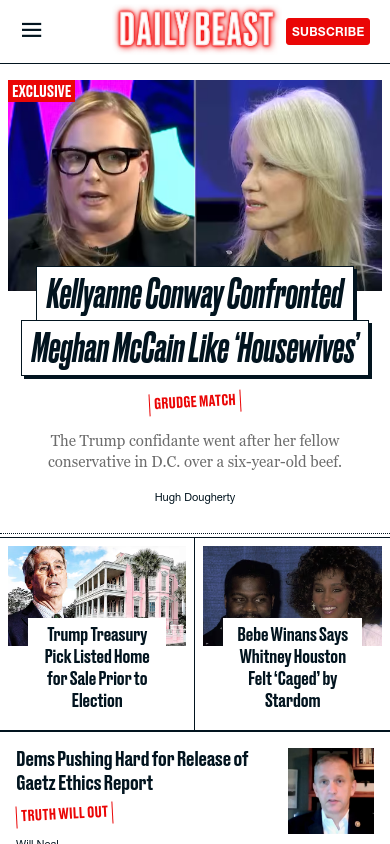 DAILY BEAST
SUBSCRIBE
EXCLUSIVE
Kellyanne Conway Confronted
Meghan McCain Like ‘Housewives’
GRUDGE MATCH
The Trump confidante went after her fellow
conservative in D.C. over a six-year-old beef.
Hugh Dougherty
Trump Treasury
Pick Listed Home
for Sale Prior to
Election
Bebe Winans Says
Whitney Houston
Felt ‘Caged’ by
Stardom
Dems Pushing Hard for Release of
Gaetz Ethics Report
TRUTH WILL OUT
Will Neal